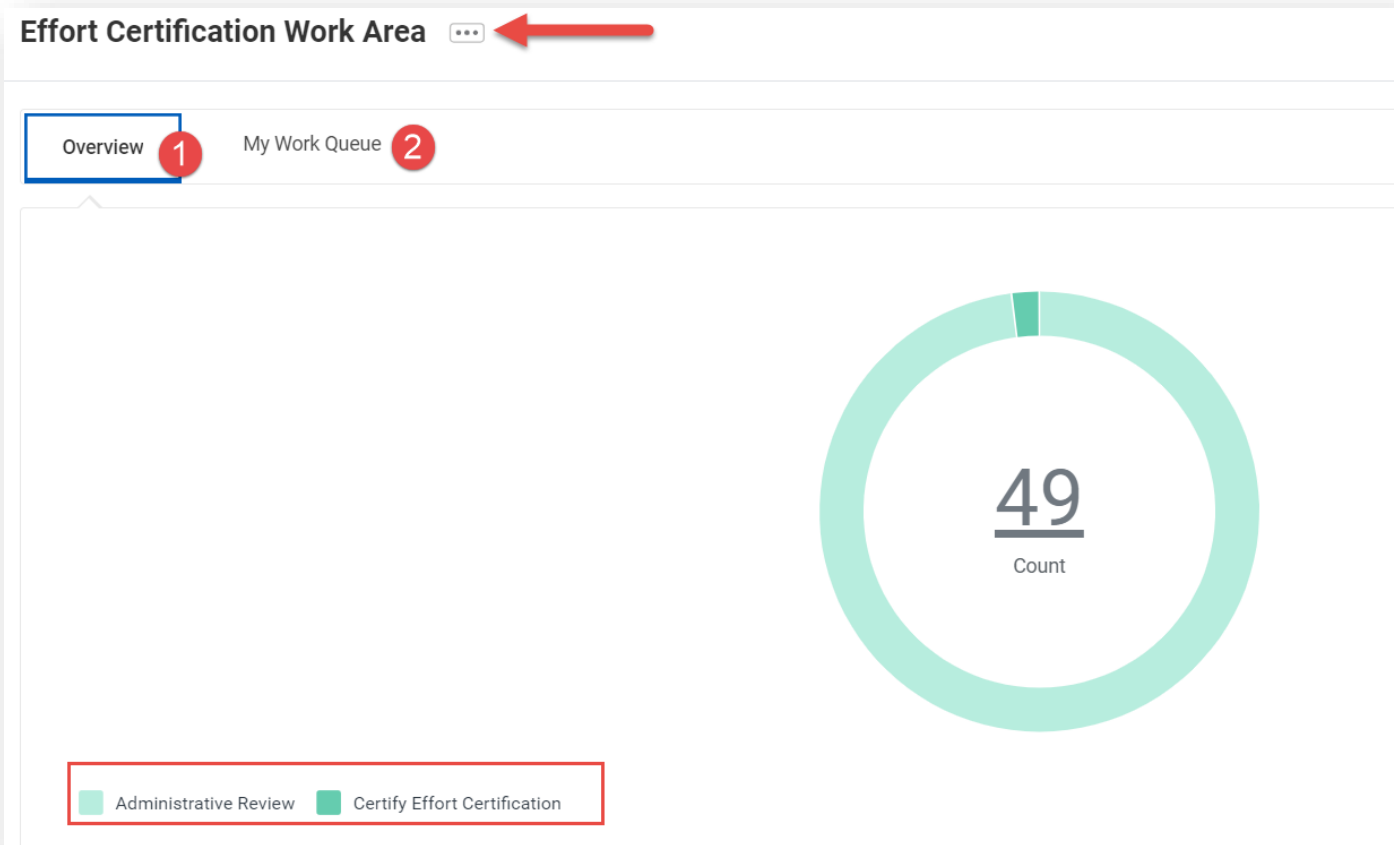 Effort Certification Work Area
Overview 1 My Work Queue 2
49
Count
Administrative Review Certify Effort Certification